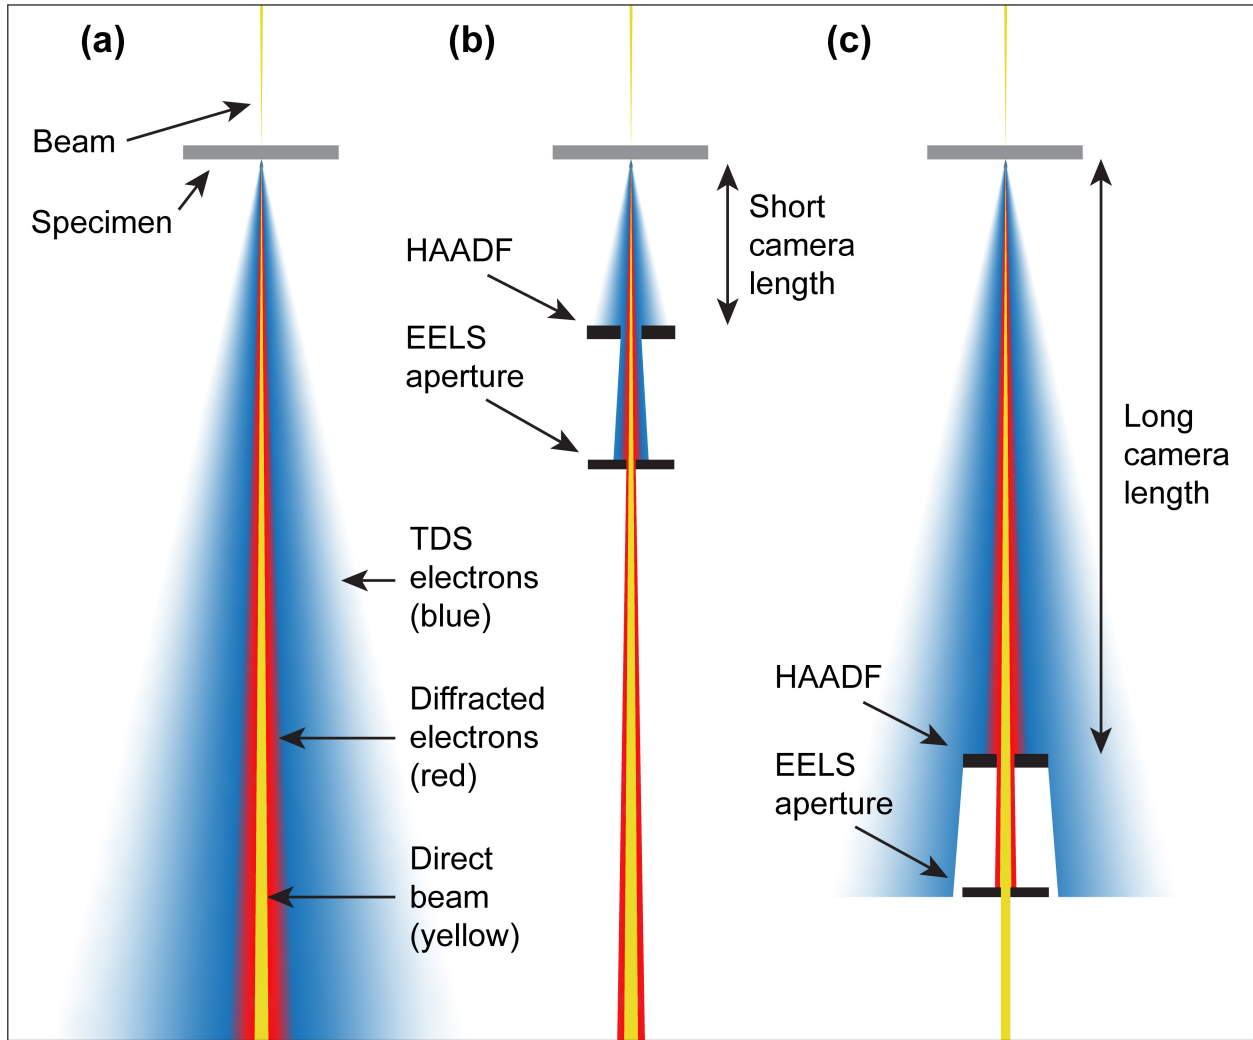 (a)
(b)
(c)
Beam
Specimen
HAADF
EELS
aperture
Short
camera
length
TDS
electrons
(blue)
Diffracted
electrons
(red)
Direct
beam
(yellow)
Long
camera
length
HAADF
EELS
aperture